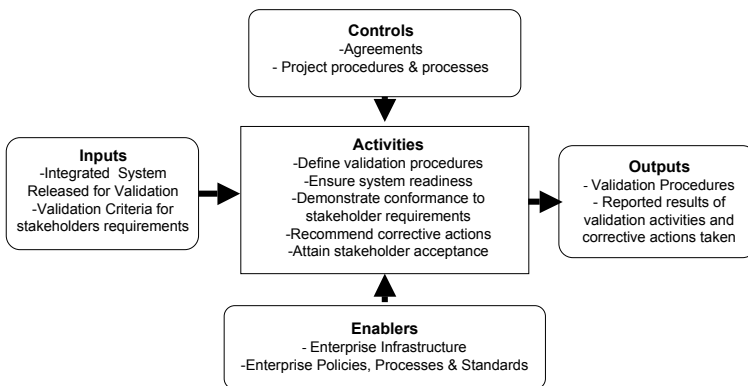 Controls
-Agreements
- Project procedures & processes
Inputs
-Integrated System
Released for Validation
-Validation Criteria for
stakeholders requirements
Activities
-Define validation procedures
-Ensure system readiness
-Demonstrate conformance to
stakeholder requirements
-Recommend corrective actions
-Attain stakeholder acceptance
Outputs
- Validation Procedures
- Reported results of
validation activities and
corrective actions taken
Enablers
- Enterprise Infrastructure
-Enterprise Policies, Processes & Standards